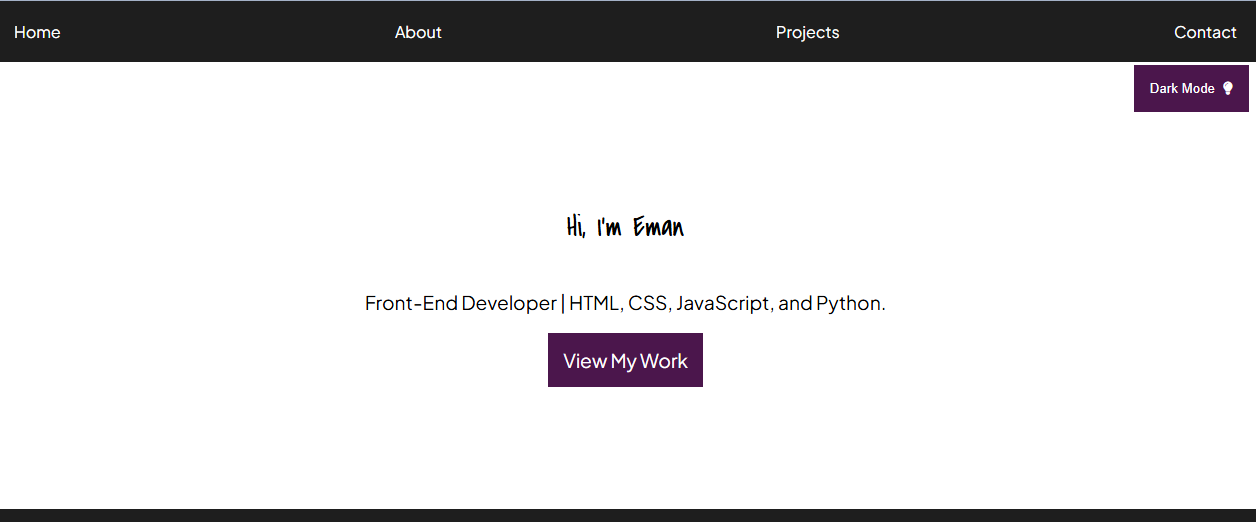 Home About Projects Contact
Dark Mode 💡
Hi, I'm Eman
Front-End Developer | HTML, CSS, JavaScript, and Python.
View My Work